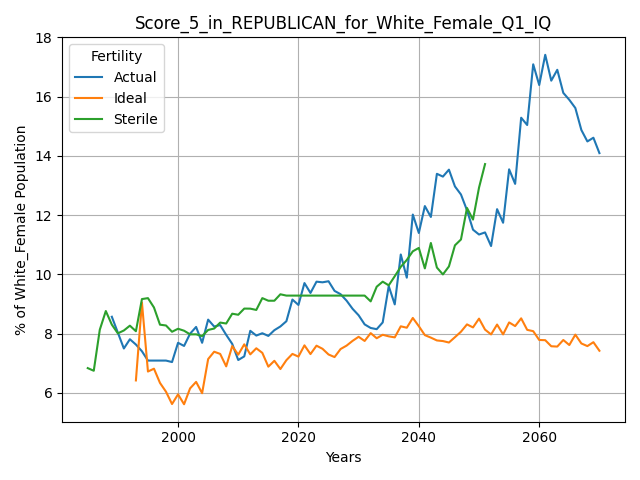 Score_5_in_REPUBLICAN_for_White_Female_Q1_IQ
18
16
14
12
10
8
6
% of White_Female Population
Fertility
Actual
Ideal
Sterile
2000
2020
2040
2060
Years